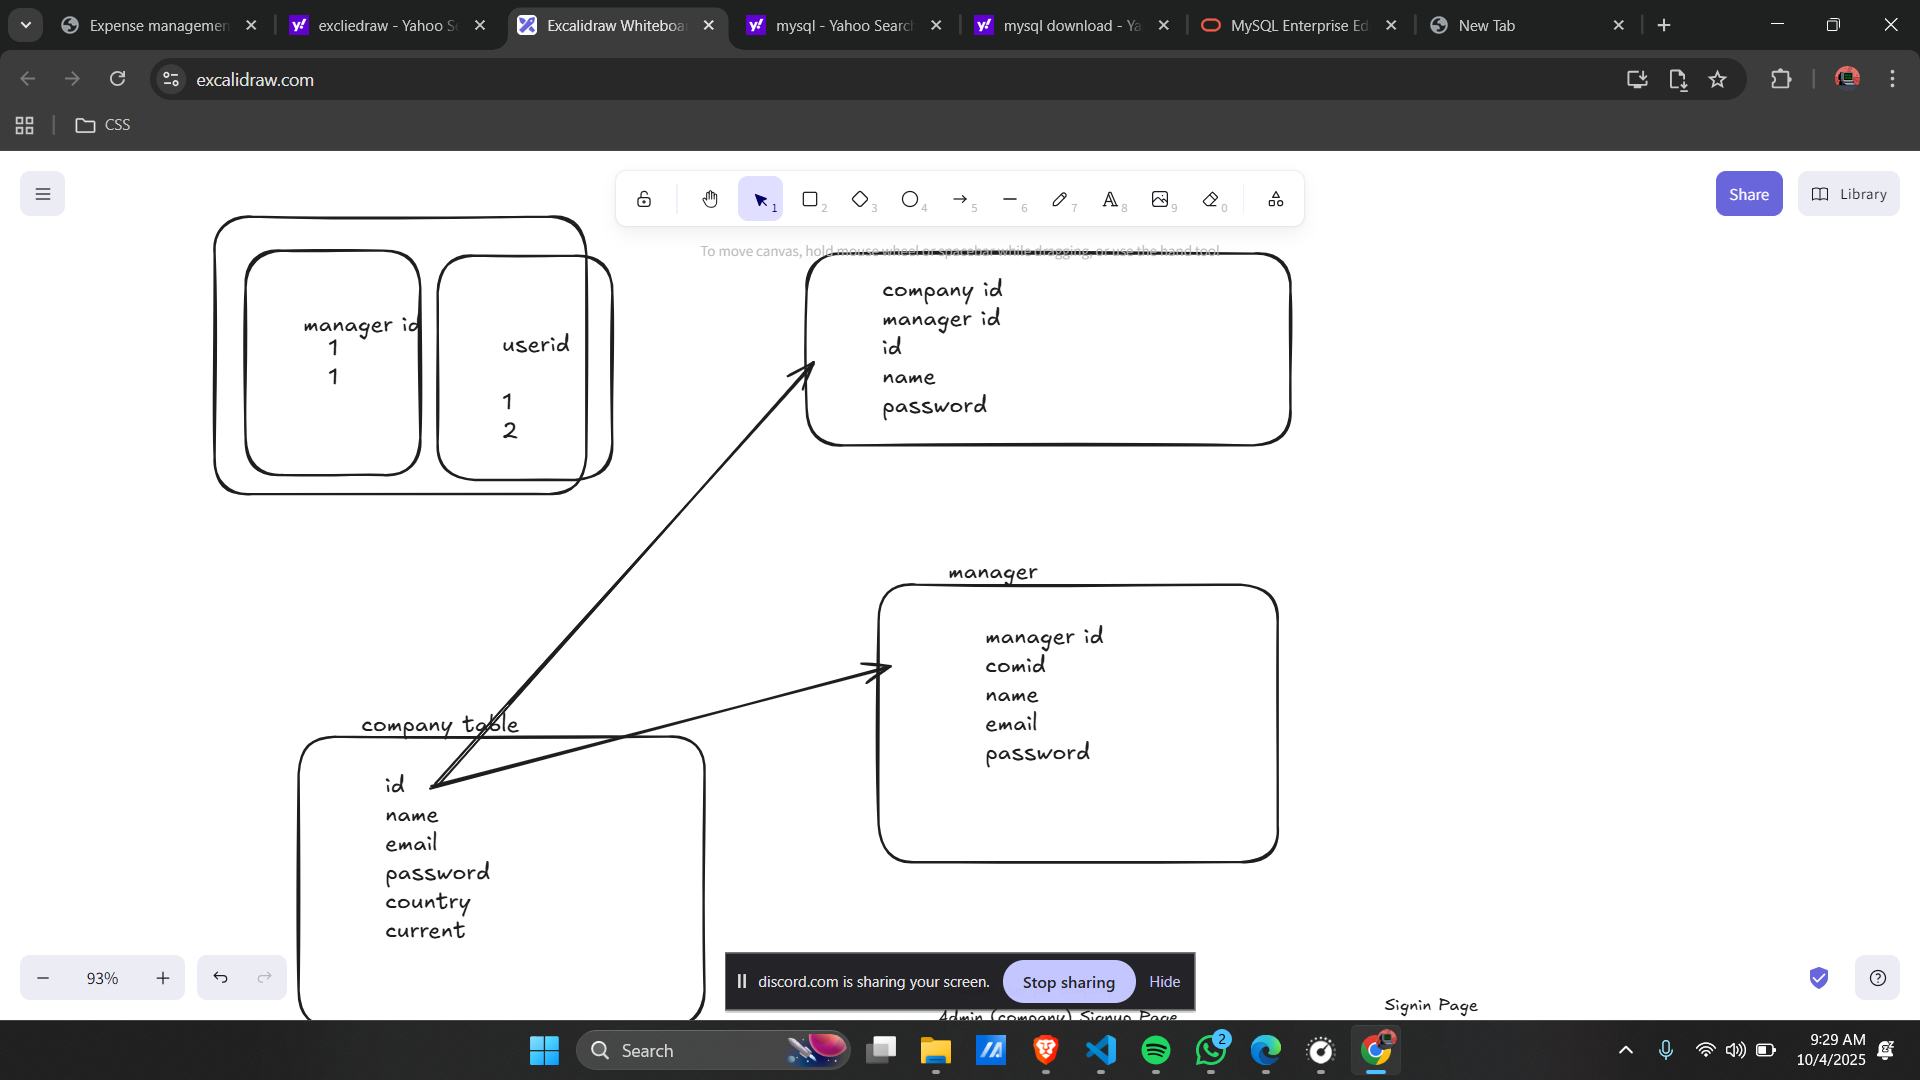 Expense managemen
excliedraw - Yahoo S
Excalidraw Whiteboa
mysql - Yahoo Search
mysql download - Ya
MySQL Enterprise Ed
New Tab
excalidraw.com
CSS
1
2
3
4
5
6
7
8
9
0
Share
Library
To move canvas, hold mouse wheel or spacebar while dragging, or use the hand tool
manager id
1
1
userid
1
2
company id
manager id
id
name
password
manager
manager id
comid
name
email
password
company table
id
name
email
password
country
current
93%
discord.com is sharing your screen.
Stop sharing
Hide
Admin (company) Signup Page
Signin Page
Search
2
9:29 AM
10/4/2025